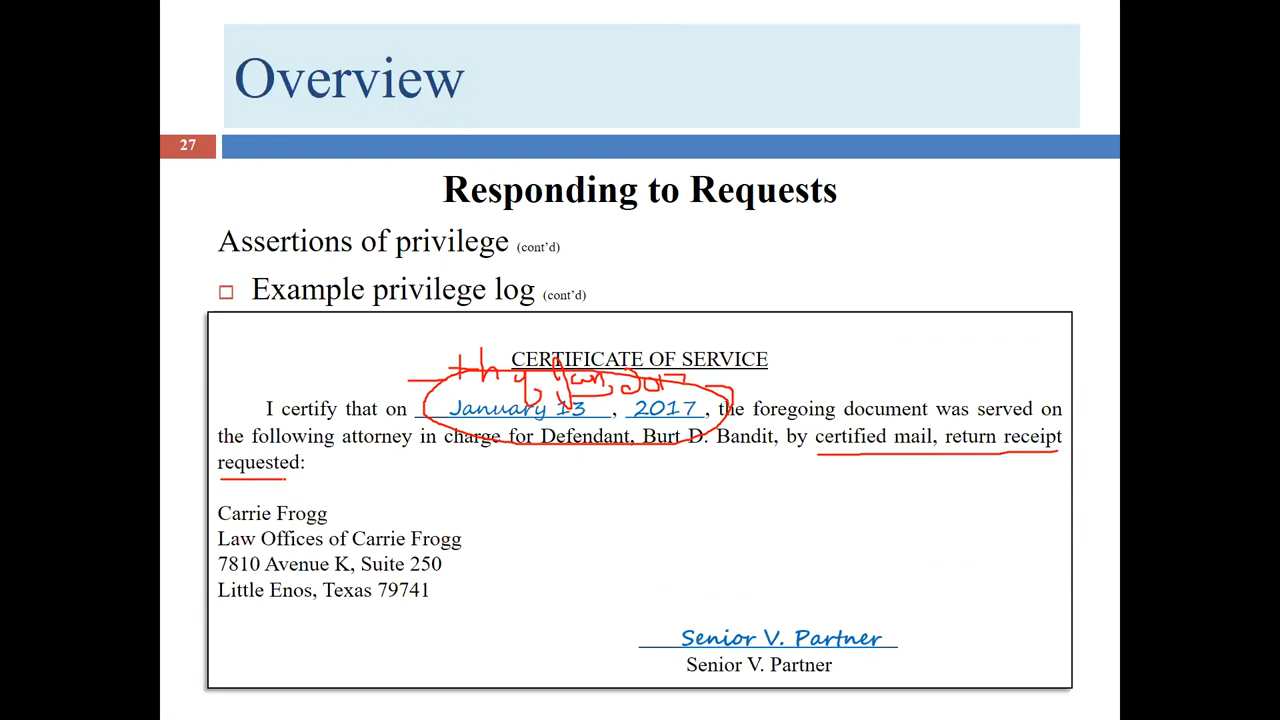 Overview
27
Responding to Requests
Assertions of privilege (cont'd)
Example privilege log (cont'd)
CERTIFICATE OF SERVICE
I certify that on January 13, 2017, the foregoing document was served on
the following attorney in charge for Defendant, Burt D. Bandit, by certified mail, return receipt
requested:
Carrie Frogg
Law Offices of Carrie Frogg
7810 Avenue K, Suite 250
Little Enos, Texas 79741
Senior V. Partner
Senior V. Partner